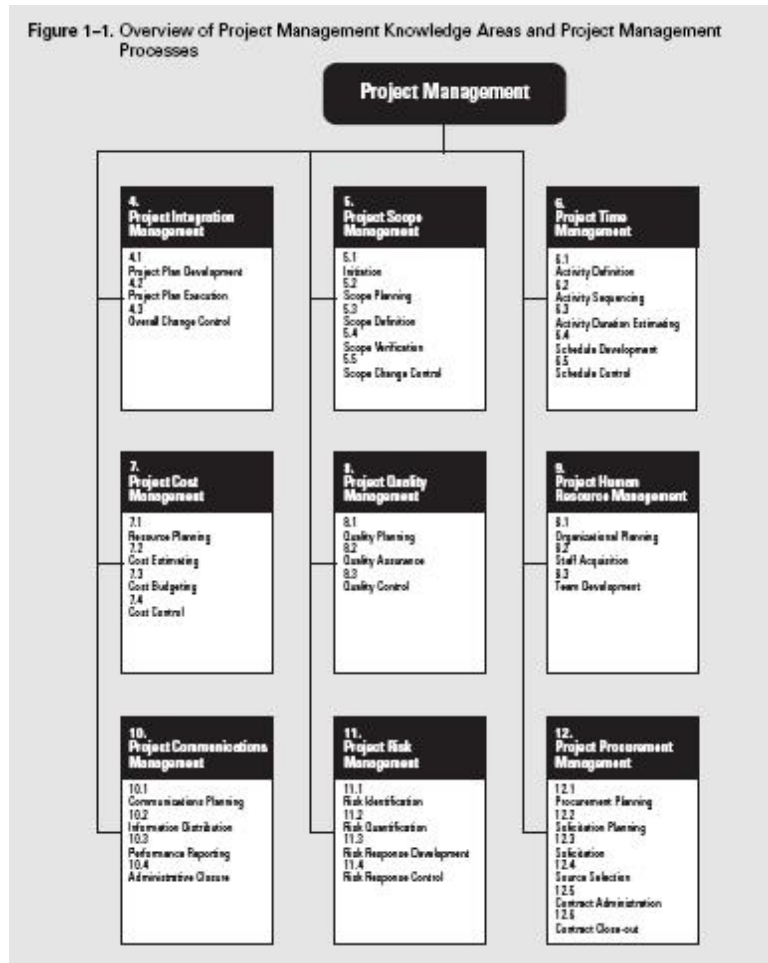 Figure 1–1. Overview of Project Management Knowledge Areas and Project Management
Processes
Project Management
4.
Project Integration
Management
4.1
Project Plan Development
4.2
Project Plan Execution
4.3
Overall Change Control
5.
Project Scope
Management
5.1
Initiation
5.2
Scope Planning
5.3
Scope Definition
5.4
Scope Verification
5.5
Scope Change Control
6.
Project Time
Management
6.1
Activity Definition
6.2
Activity Sequencing
6.3
Activity Duration Estimating
6.4
Schedule Development
6.5
Schedule Control
7.
Project Cost
Management
7.1
Resource Planning
7.2
Cost Estimating
7.3
Cost Budgeting
7.4
Cost Control
8.
Project Quality
Management
8.1
Quality Planning
8.2
Quality Assurance
8.3
Quality Control
9.
Project Human
Resource Management
9.1
Organizational Planning
9.2
Staff Acquisition
9.3
Team Development
10.
Project Communications
Management
10.1
Communications Planning
10.2
Information Distribution
10.3
Performance Reporting
10.4
Administrative Closure
11.
Project Risk
Management
11.1
Risk Identification
11.2
Risk Quantification
11.3
Risk Response Development
11.4
Risk Response Control
12.
Project Procurement
Management
12.1
Procurement Planning
12.2
Solicitation Planning
12.3
Solicitation
12.4
Source Selection
12.5
Contract Administration
12.6
Contract Close-out